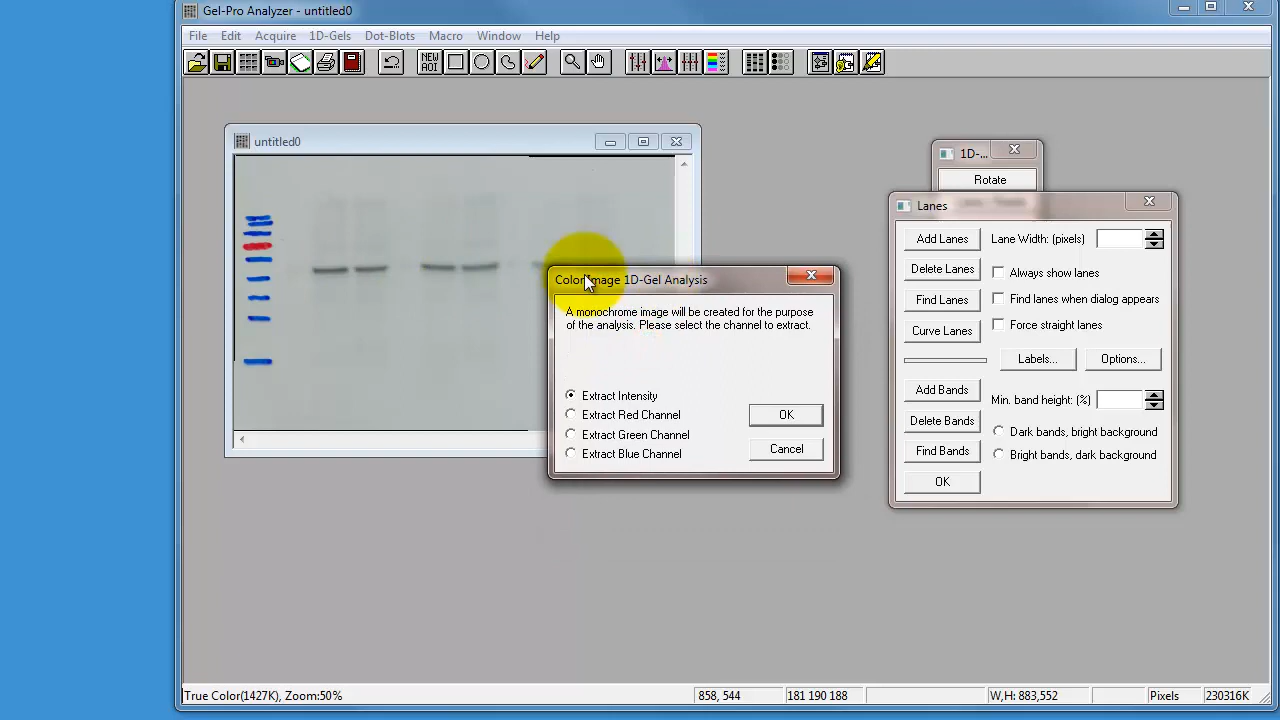 Gel-Pro Analyzer - untitled0
File Edit Acquire 1D-Gels Dot-Blots Macro Window Help
NEW AOI
untitled0
1D-...
Rotate
Lanes
Add Lanes Lane Width: (pixels)
Delete Lanes Always show lanes
Find Lanes Find lanes when dialog appears
Curve Lanes Force straight lanes
Labels... Options...
Add Bands Min. band height: (%)
Delete Bands Dark bands, bright background
Find Bands Bright bands, dark background
OK
Color Image 1D-Gel Analysis
A monochrome image will be created for the purpose
of the analysis. Please select the channel to extract.
Extract Intensity
Extract Red Channel OK
Extract Green Channel
Extract Blue Channel Cancel
True Color(1427K), Zoom:50% 858, 544 181 190 188 W,H: 883,552 Pixels 230316K